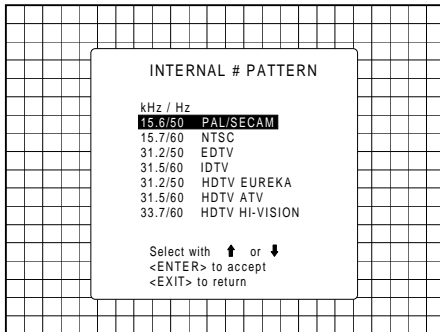 INTERNAL # PATTERN
kHz / Hz
15.6/50 PAL/SECAM
15.7/60 NTSC
31.2/50 EDTV
31.5/60 IDTV
31.2/50 HDTV EUREKA
31.5/60 HDTV ATV
33.7/60 HDTV HI-VISION
Select with ⬆ or ⬇
<ENTER> to accept
<EXIT> to return